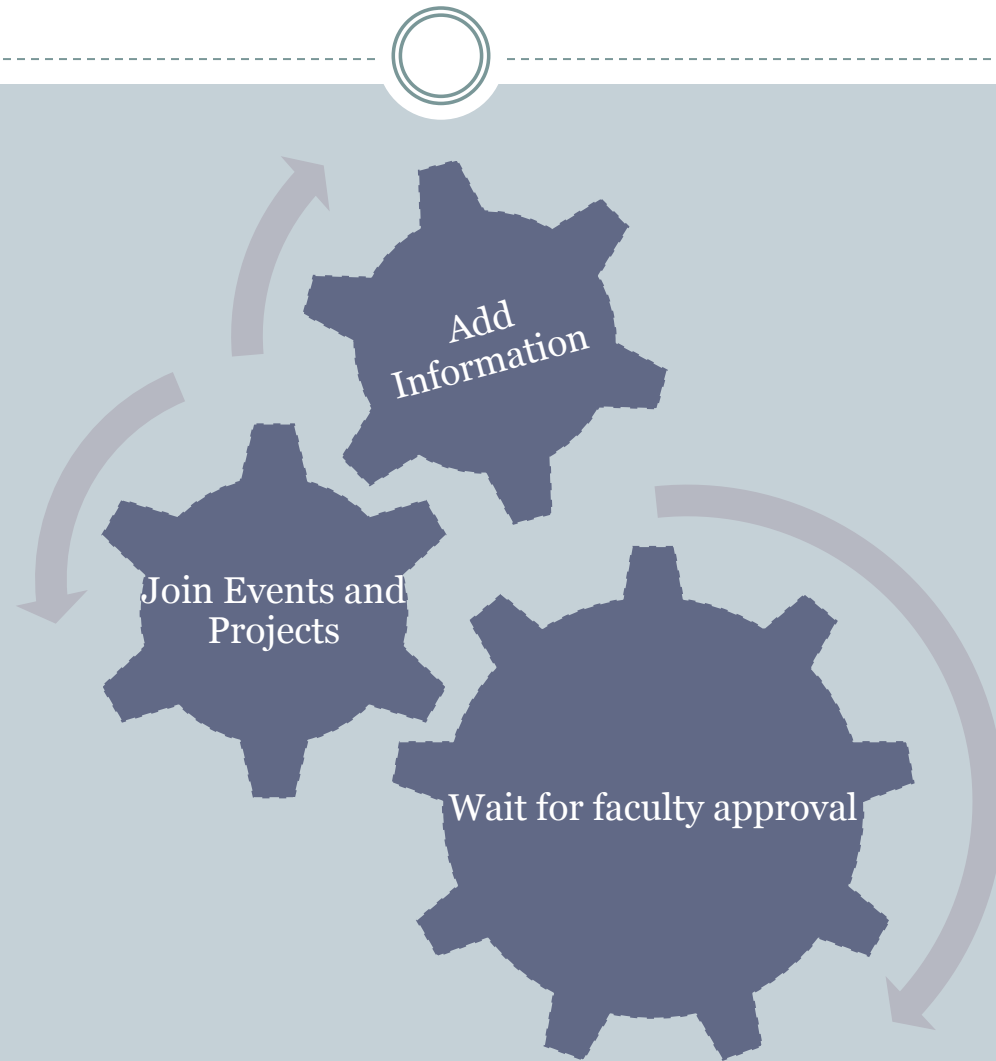 Add
Information
Join Events and
Projects
Wait for faculty approval